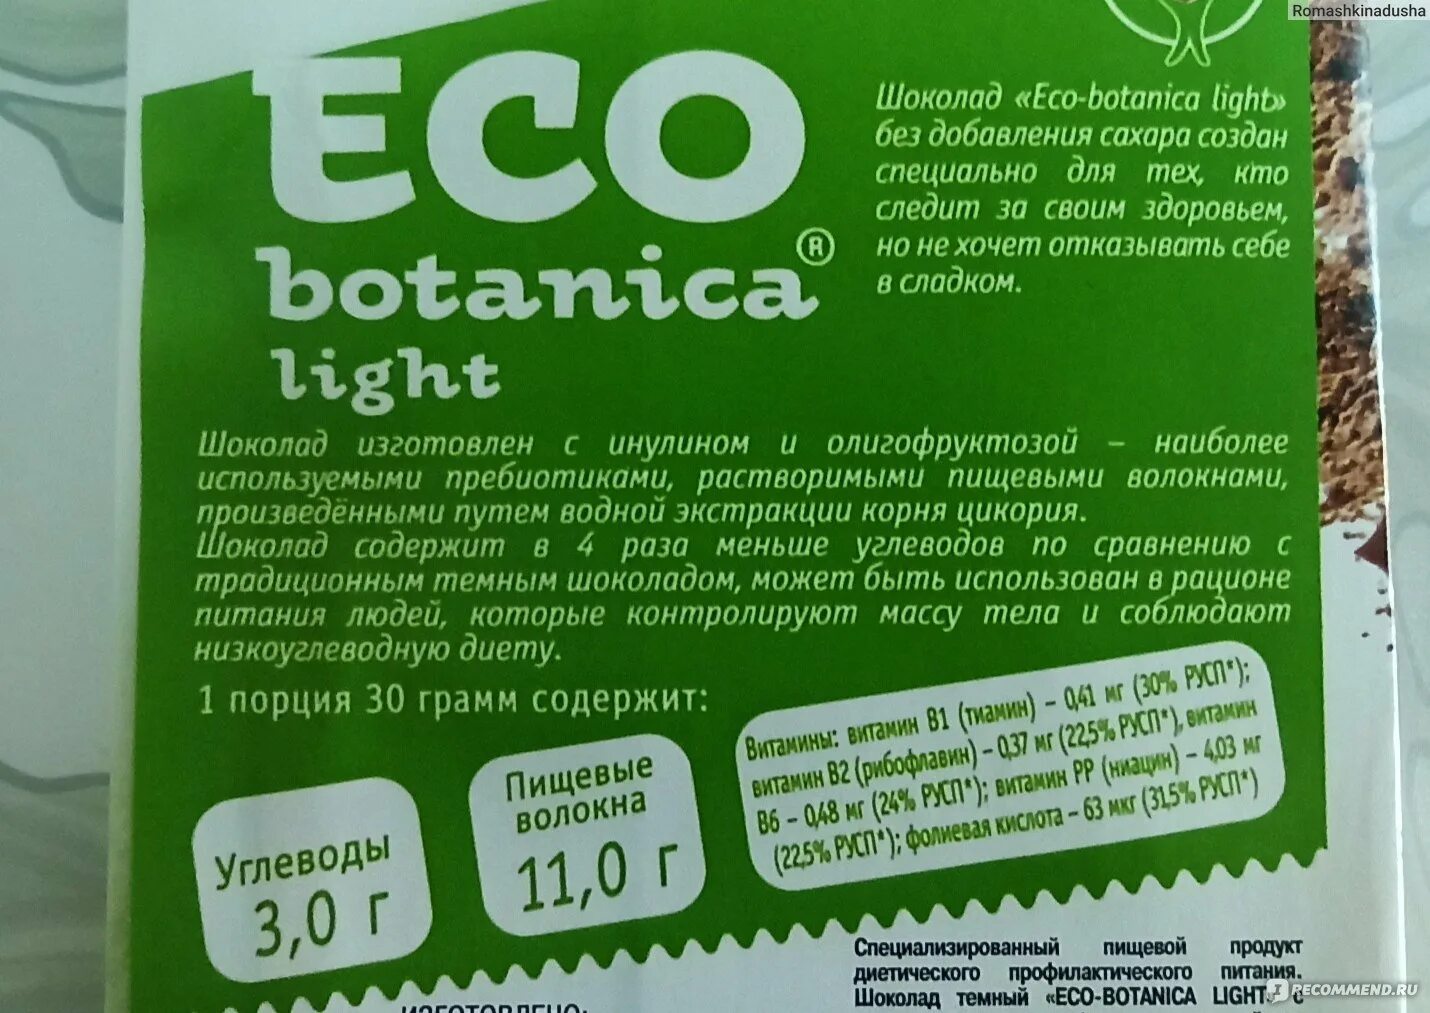 Romashkinadusha
ECO
botanica®
light
Шоколад «Eco-botanica light»
без добавления сахара создан
специально для тех, кто
следит за своим здоровьем,
но не хочет отказывать себе
в сладком.
Шоколад изготовлен с инулином и олигофруктозой – наиболее
используемыми пребиотиками, растворимыми пищевыми волокнами,
произведёнными путем водной экстракции корня цикория.
Шоколад содержит в 4 раза меньше углеводов по сравнению с
традиционным темным шоколадом, может быть использован в рационе
питания людей, которые контролируют массу тела и соблюдают
низкоуглеводную диету.
1 порция 30 грамм содержит:
Углеводы
3,0 г
Пищевые
волокна
11,0 г
Витамины: витамин В1 (тиамин) – 0,41 мг (30% РУСП*);
витамин В2 (рибофлавин) – 0,37 мг (22,5% РУСП*), витамин
В6 – 0,48 мг (24% РУСП*); витамин РР (ниацин) – 4,03 мг
(22,5% РУСП*); фолиевая кислота – 63 мкг (31,5% РУСП*)
Специализированный пищевой продукт
диетического профилактического питания.
Шоколад темный «ECO-BOTANICA LIGHT» с
ИЗГОТОВЛЕНО:
IRECOMMEND.RU